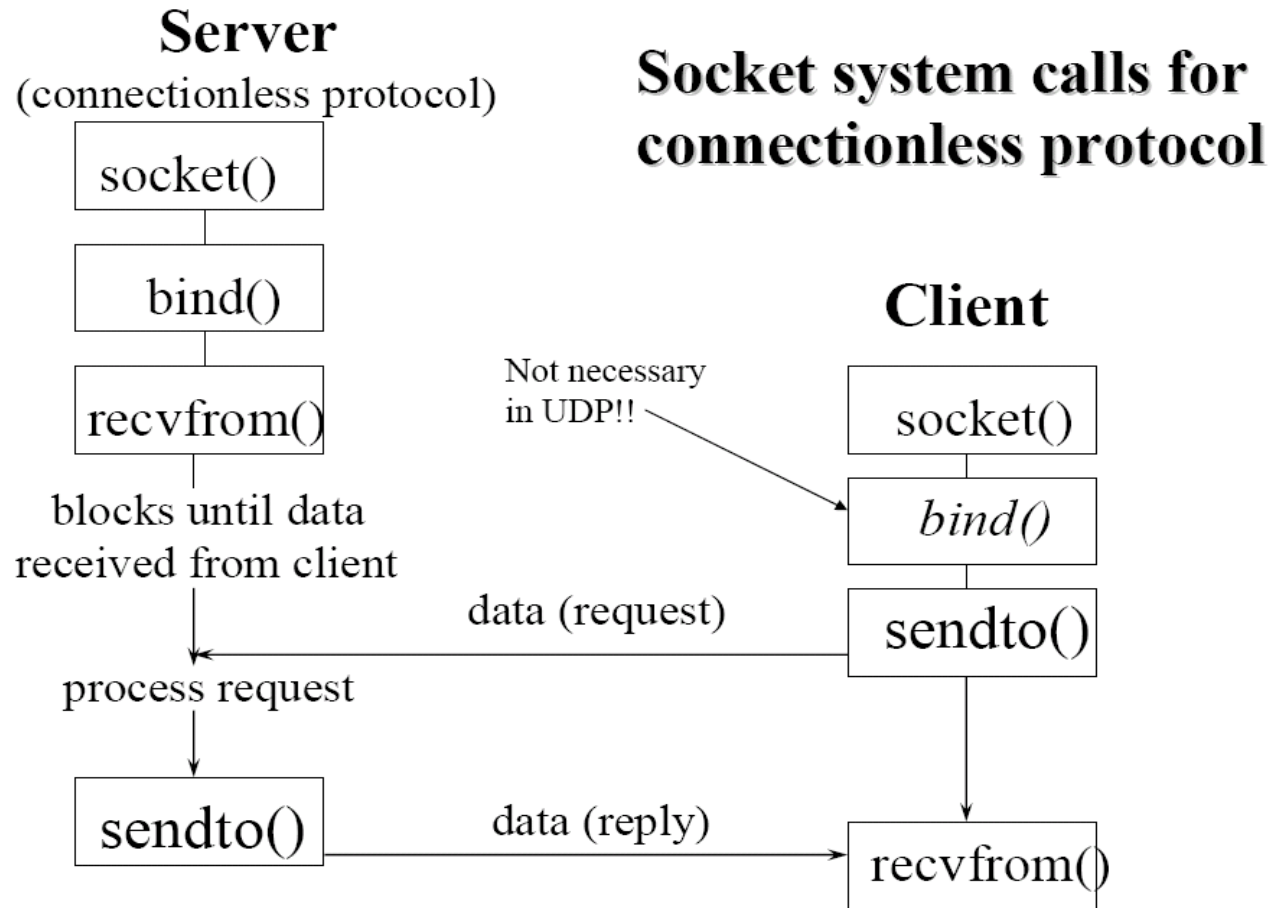 Server
(connectionless protocol)
Socket system calls for
connectionless protocol
socket()
bind()
recvfrom()
blocks until data
received from client
process request
sendto()
Client
Not necessary
in UDP!!
socket()
bind()
sendto()
data (request)
data (reply)
recvfrom()